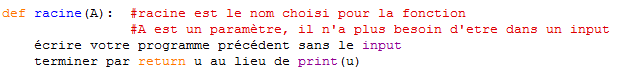 def racine(A):  #racine est le nom choisi pour la fonction
                #A est un paramètre, il n'a plus besoin d'etre dans un input
    écrire votre programme précédent sans le input
    terminer par return u au lieu de print(u)